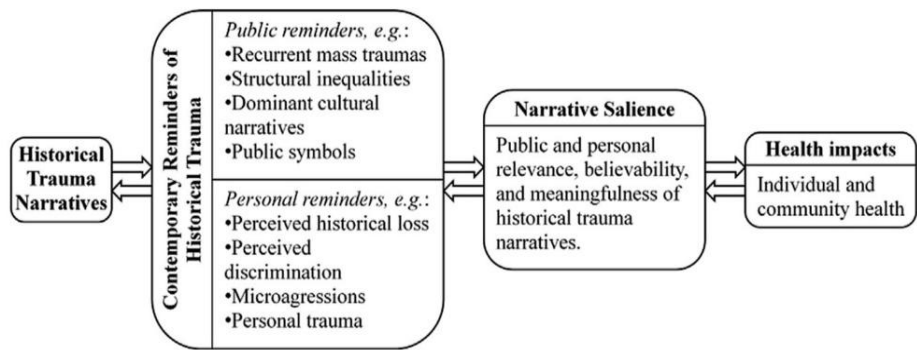 Historical
Trauma
Narratives
Contemporary Reminders of
Historical Trauma
Public reminders, e.g.:
•Recurrent mass traumas
•Structural inequalities
•Dominant cultural
narratives
•Public symbols
Personal reminders, e.g.:
•Perceived historical loss
•Perceived
discrimination
•Microagressions
•Personal trauma
Narrative Salience
Public and personal
relevance, believability,
and meaningfulness of
historical trauma
narratives.
Health impacts
Individual and
community health